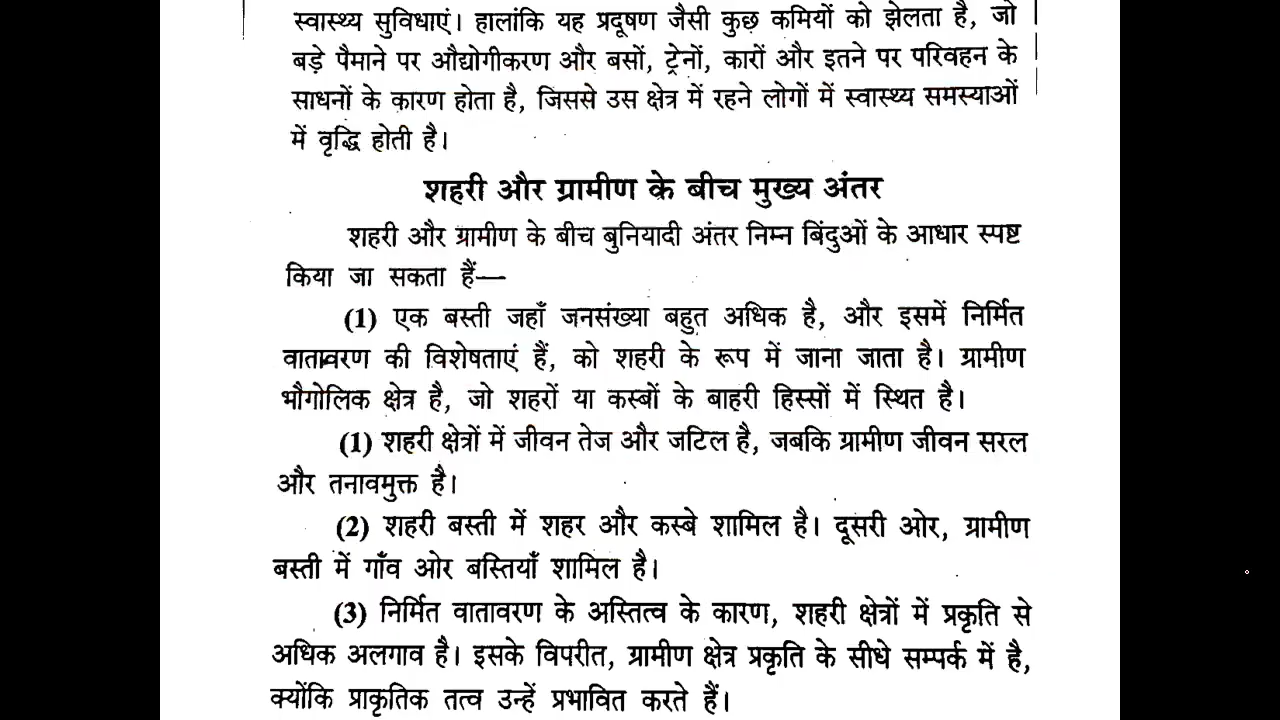 स्वास्थ्य सुविधाएं। हालांकि यह प्रदूषण जैसी कुछ कमियों को झेलता है, जो
बड़े पैमाने पर औद्योगीकरण और बसों, ट्रेनों, कारों और इतने पर परिवहन के
साधनों के कारण होता है, जिससे उस क्षेत्र में रहने लोगों में स्वास्थ्य समस्याओं
में वृद्धि होती है।
शहरी और ग्रामीण के बीच मुख्य अंतर
शहरी और ग्रामीण के बीच बुनियादी अंतर निम्न बिंदुओं के आधार स्पष्ट
किया जा सकता हैं—
(1) एक बस्ती जहाँ जनसंख्या बहुत अधिक है, और इसमें निर्मित
वातावरण की विशेषताएं हैं, को शहरी के रूप में जाना जाता है। ग्रामीण
भौगोलिक क्षेत्र है, जो शहरों या कस्बों के बाहरी हिस्सों में स्थित है।
(1) शहरी क्षेत्रों में जीवन तेज और जटिल है, जबकि ग्रामीण जीवन सरल
और तनावमुक्त है।
(2) शहरी बस्ती में शहर और कस्बे शामिल है। दूसरी ओर, ग्रामीण
बस्ती में गाँव ओर बस्तियाँ शामिल है।
(3) निर्मित वातावरण के अस्तित्व के कारण, शहरी क्षेत्रों में प्रकृति से
अधिक अलगाव है। इसके विपरीत, ग्रामीण क्षेत्र प्रकृति के सीधे सम्पर्क में है,
क्योंकि प्राकृतिक तत्व उन्हें प्रभावित करते हैं।